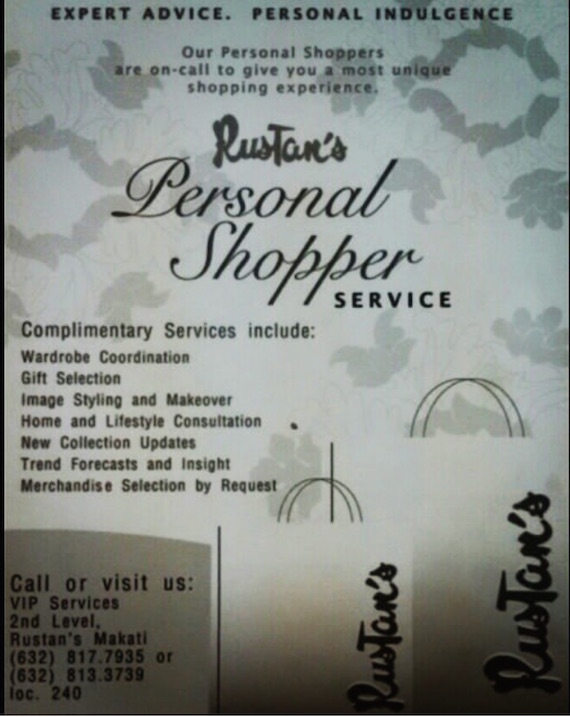 EXPERT ADVICE. PERSONAL INDULGENCE
Our Personal Shoppers
are on-call to give you a most unique
shopping experience.
Rustan's
Personal
Shopper
SERVICE
Complimentary Services include:
Wardrobe Coordination
Gift Selection
Image Styling and Makeover
Home and Lifestyle Consultation
New Collection Updates
Trend Forecasts and Insight
Merchandise Selection by Request
Call or visit us:
VIP Services
2nd Level,
Rustan's Makati
(632) 817.7935 or
(632) 813.3739
loc. 240
Rustan's
Rustan's